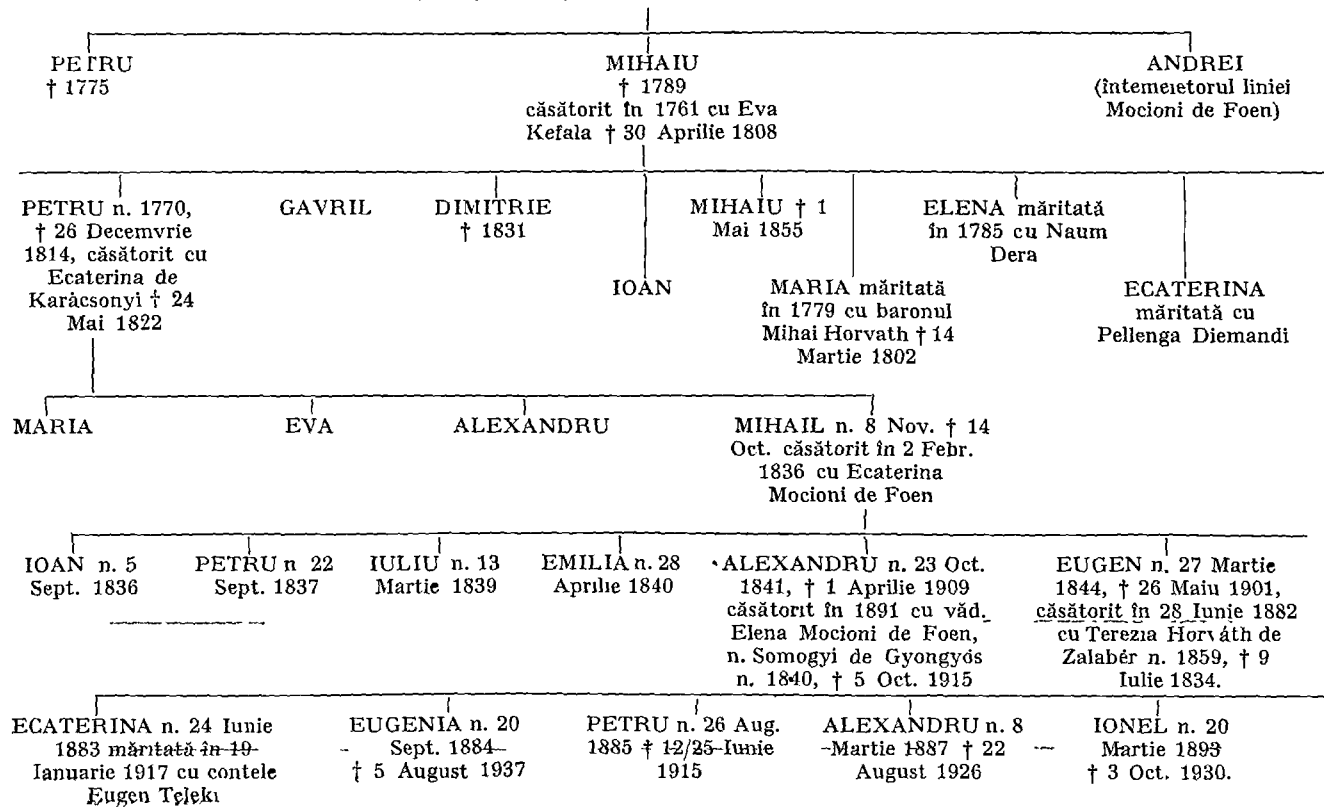 PETRU
† 1775
MIHAIU
† 1789
căsătorit în 1761 cu Eva
Kefala † 30 Aprilie 1808
ANDREI
(întemeietorul liniei
Mocioni de Foen)
PETRU n. 1770,
† 26 Decemvrie
1814, căsătorit cu
Ecaterina de
Karácsonyi † 24
Mai 1822
GAVRIL
DIMITRIE
† 1831
IOAN
MIHAIU † 1
Mai 1855
MARIA măritată
în 1779 cu baronul
Mihai Horvath † 14
Martie 1802
ELENA măritată
în 1785 cu Naum
Dera
ECATERINA
măritată cu
Pellenga Diemandi
MARIA
EVA
ALEXANDRU
MIHAIL n. 8 Nov. † 14
Oct. căsătorit în 2 Febr.
1836 cu Ecaterina
Mocioni de Foen
IOAN n. 5
Sept. 1836
PETRU n 22
Sept. 1837
IULIU n. 13
Martie 1839
EMILIA n. 28
Aprilie 1840
ALEXANDRU n. 23 Oct.
1841, † 1 Aprilie 1909
căsătorit în 1891 cu văd.
Elena Mocioni de Foen,
n. Somogyi de Gyongyós
n. 1840, † 5 Oct. 1915
EUGEN n. 27 Martie
1844, † 26 Maiu 1901,
căsătorit în 28 Iunie 1882
cu Terezia Horváth de
Zalabér n. 1859, † 9
Iulie 1834.
ECATERINA n. 24 Iunie
1883 măritată în 19
Ianuarie 1917 cu contele
Eugen Teleki
EUGENIA n. 20
Sept. 1884
† 5 August 1937
PETRU n. 26 Aug.
1885 † 12/25 Iunie
1915
ALEXANDRU n. 8
Martie 1887 † 22
August 1926
IONEL n. 20
Martie 1893
† 3 Oct. 1930.